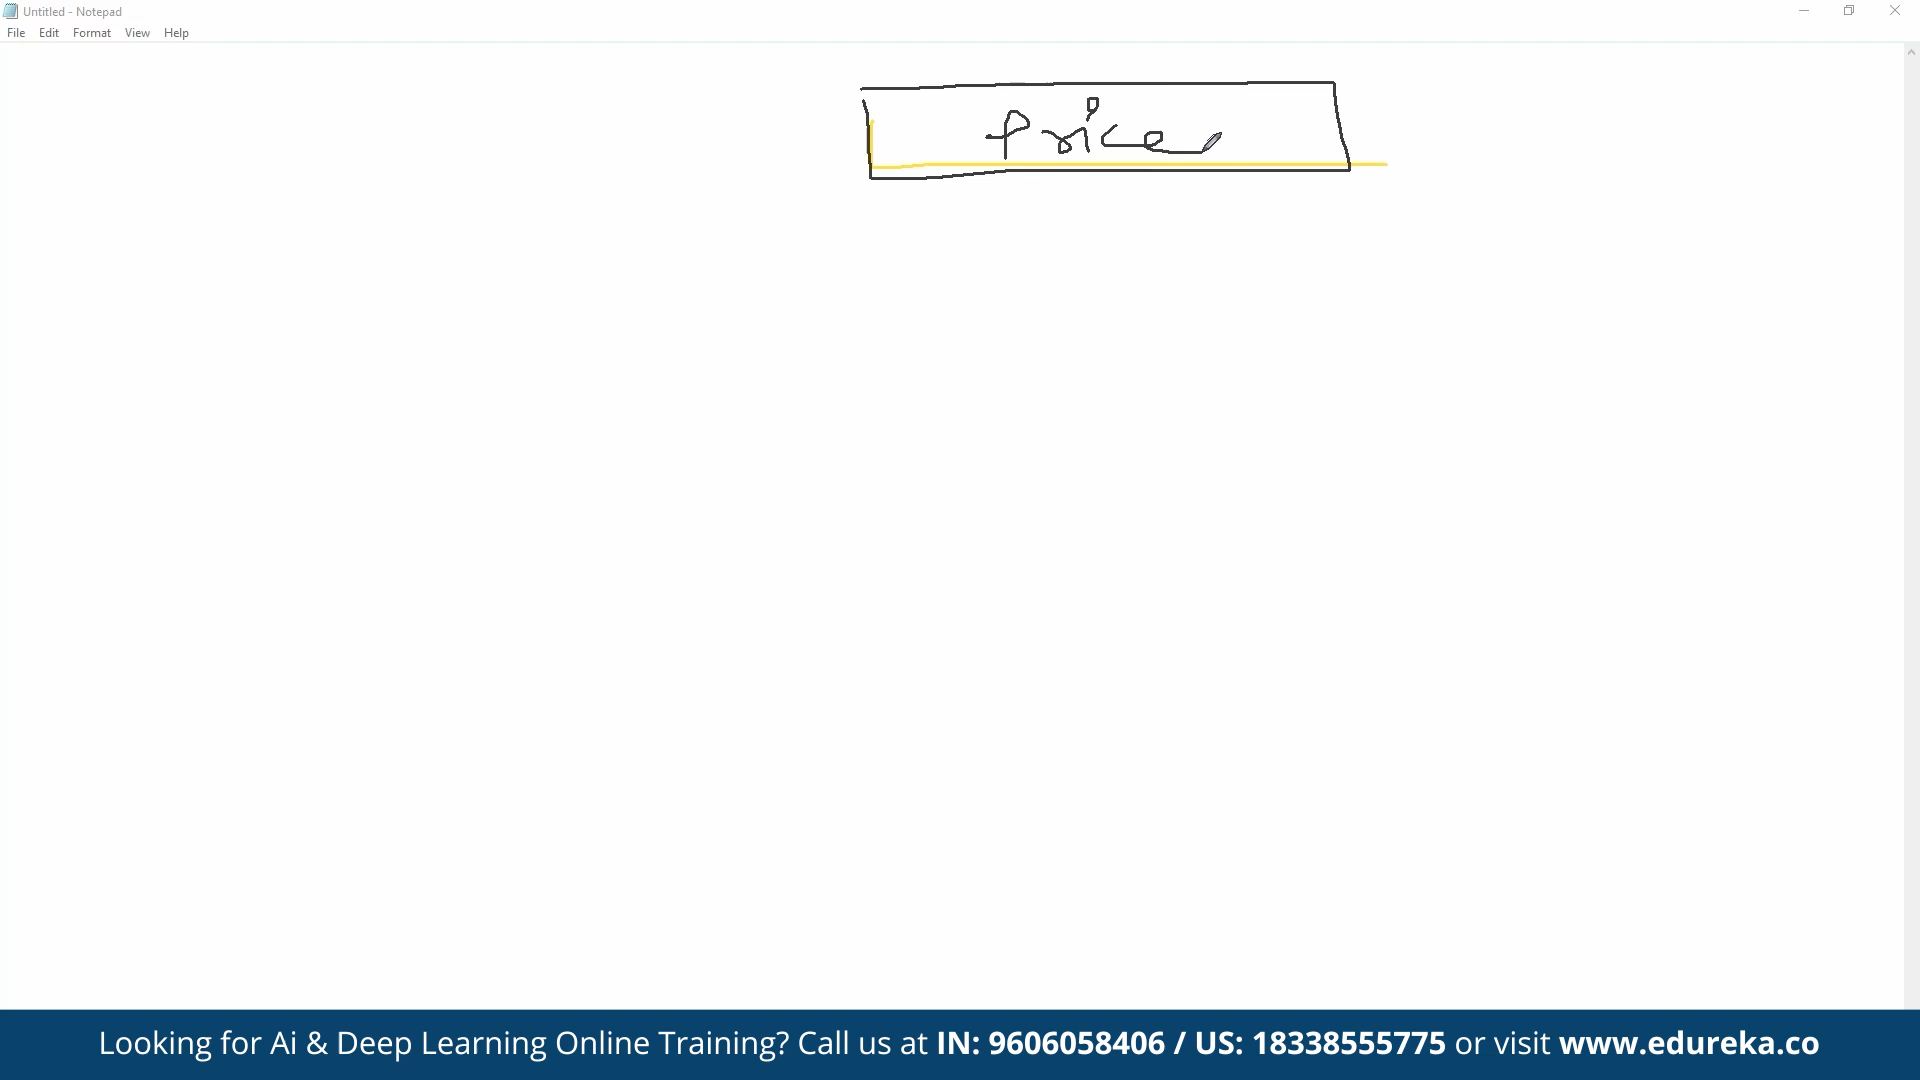 Untitled - Notepad
File Edit Format View Help
Price
Looking for Ai & Deep Learning Online Training? Call us at IN: 9606058406 / US: 18338555775 or visit www.edureka.co